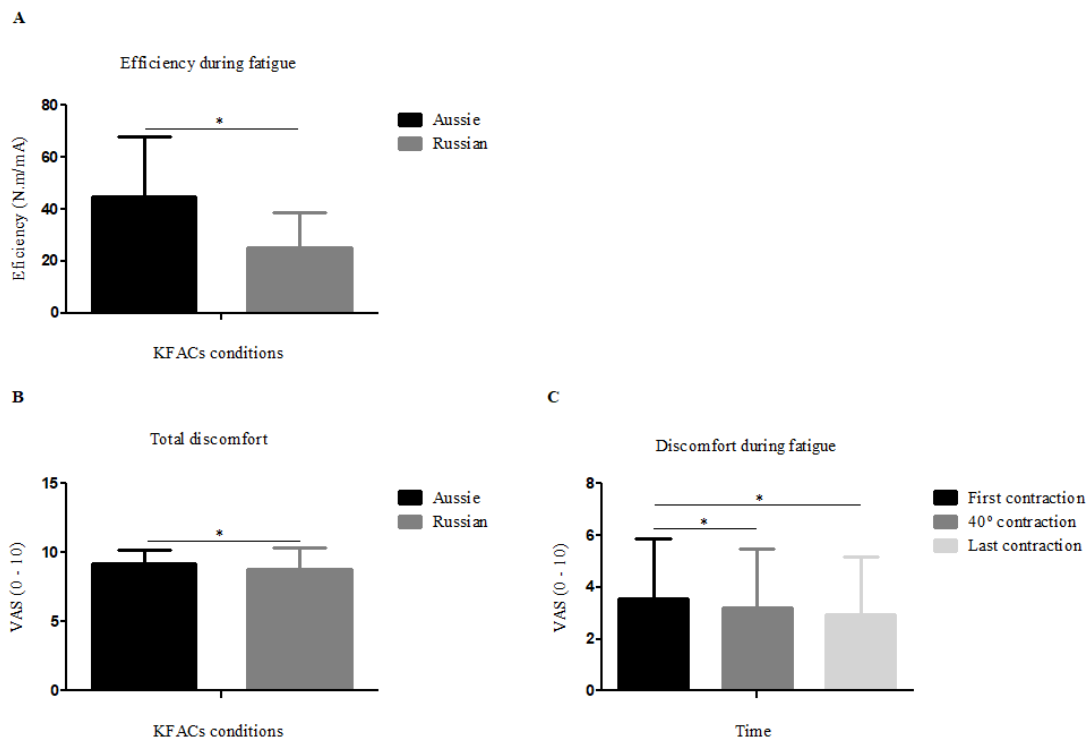 A
Efficiency during fatigue
Eficiency (N.m/mA)
80
60
40
20
0
*
Aussie
Russian
KFACs conditions
B
Total discomfort
VAS (0 - 10)
15
10
5
0
*
Aussie
Russian
KFACs conditions
C
Discomfort during fatigue
VAS (0 - 10)
8
6
4
2
0
*
*
First contraction
40° contraction
Last contraction
Time